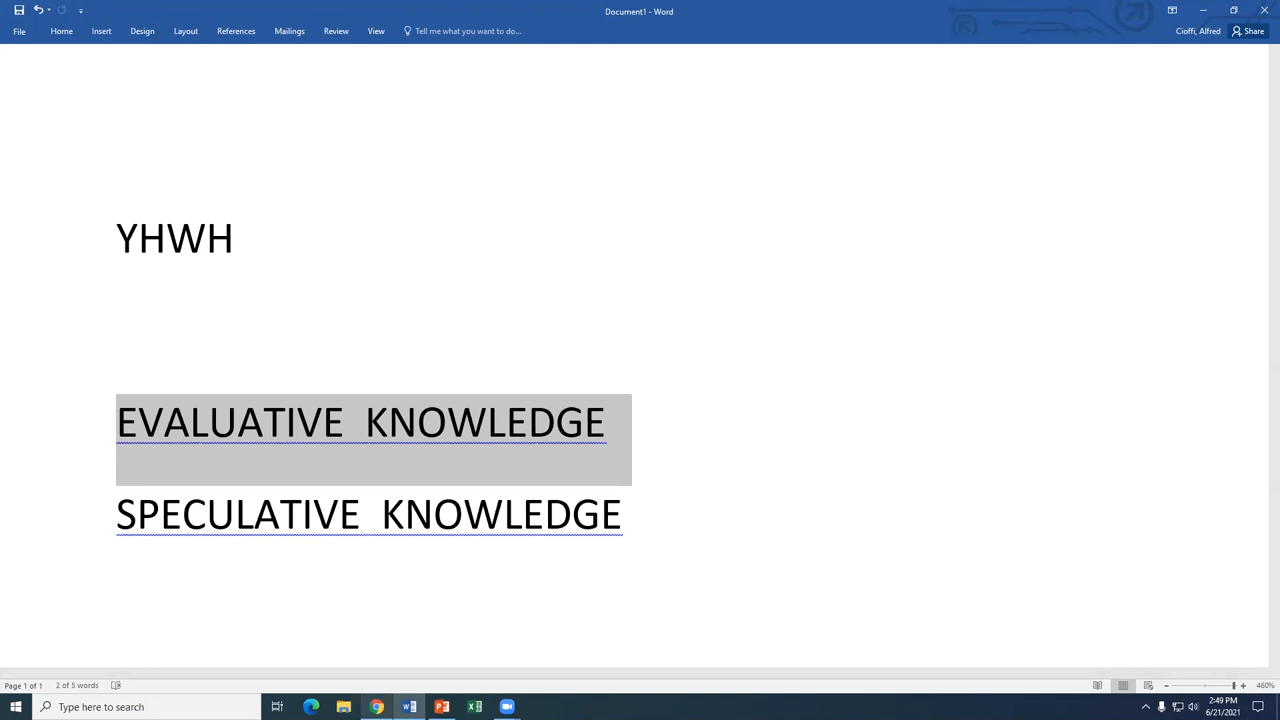 Document1 - Word
File Home Insert Design Layout References Mailings Review View Tell me what you want to do... Cioffi, Alfred Share
YHWH
EVALUATIVE KNOWLEDGE
SPECULATIVE KNOWLEDGE
Page 1 of 1 2 of 5 words 460%
Type here to search 2:49 PM
6/21/2021